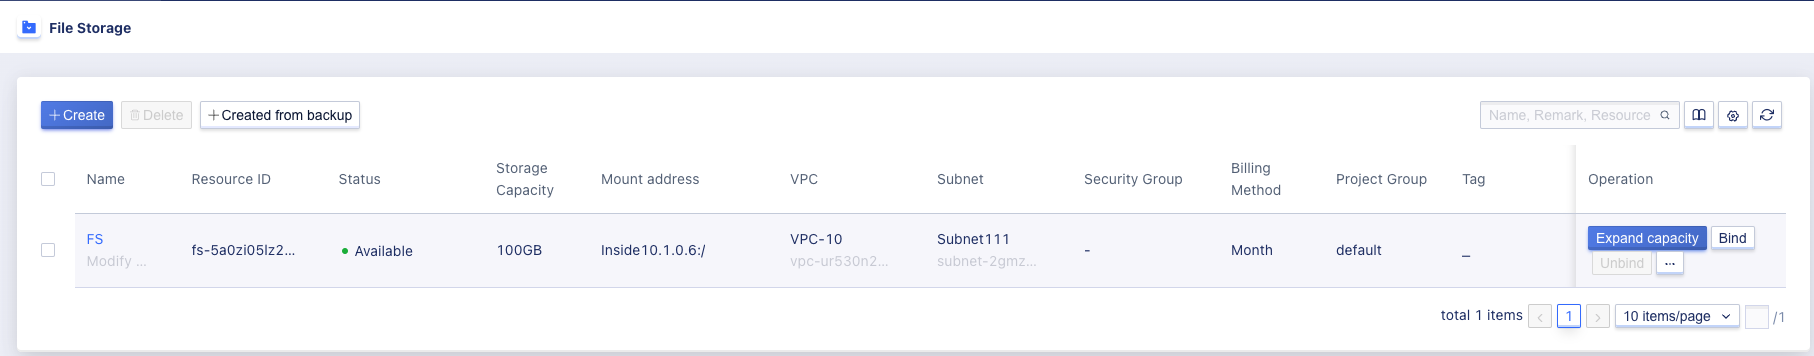 File Storage
+ Create Delete + Created from backup Name, Remark, Resource
Name Resource ID Status Storage Capacity Mount address VPC Subnet Security Group Billing Method Project Group Tag Operation
FS fs-5a0zi05lz2... Available 100GB Inside10.1.0.6:/ VPC-10 Subnet111 - Month default _ Expand capacity Bind
Modify ... vpc-ur530n2... subnet-2gmz... Unbind ...
total 1 items < 1 > 10 items/page /1